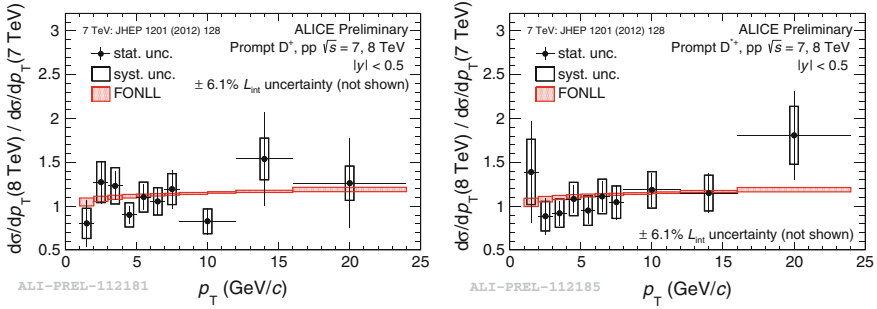 dσ/dp_T(8 TeV) / dσ/dp_T(7 TeV)
3
2.5
2
1.5
1
0.5
7 TeV: JHEP 1201 (2012) 128
ALICE Preliminary
stat. unc.
Prompt D⁺, pp √s = 7, 8 TeV
syst. unc.
|y| < 0.5
FONLL
± 6.1% L_int uncertainty (not shown)
0 5 10 15 20 25
p_T (GeV/c)
ALI-PREL-112181
dσ/dp_T(8 TeV) / dσ/dp_T(7 TeV)
3
2.5
2
1.5
1
0.5
7 TeV: JHEP 1201 (2012) 128
ALICE Preliminary
stat. unc.
Prompt D*⁺, pp √s = 7, 8 TeV
syst. unc.
|y| < 0.5
FONLL
± 6.1% L_int uncertainty (not shown)
0 5 10 15 20 25
p_T (GeV/c)
ALI-PREL-112185